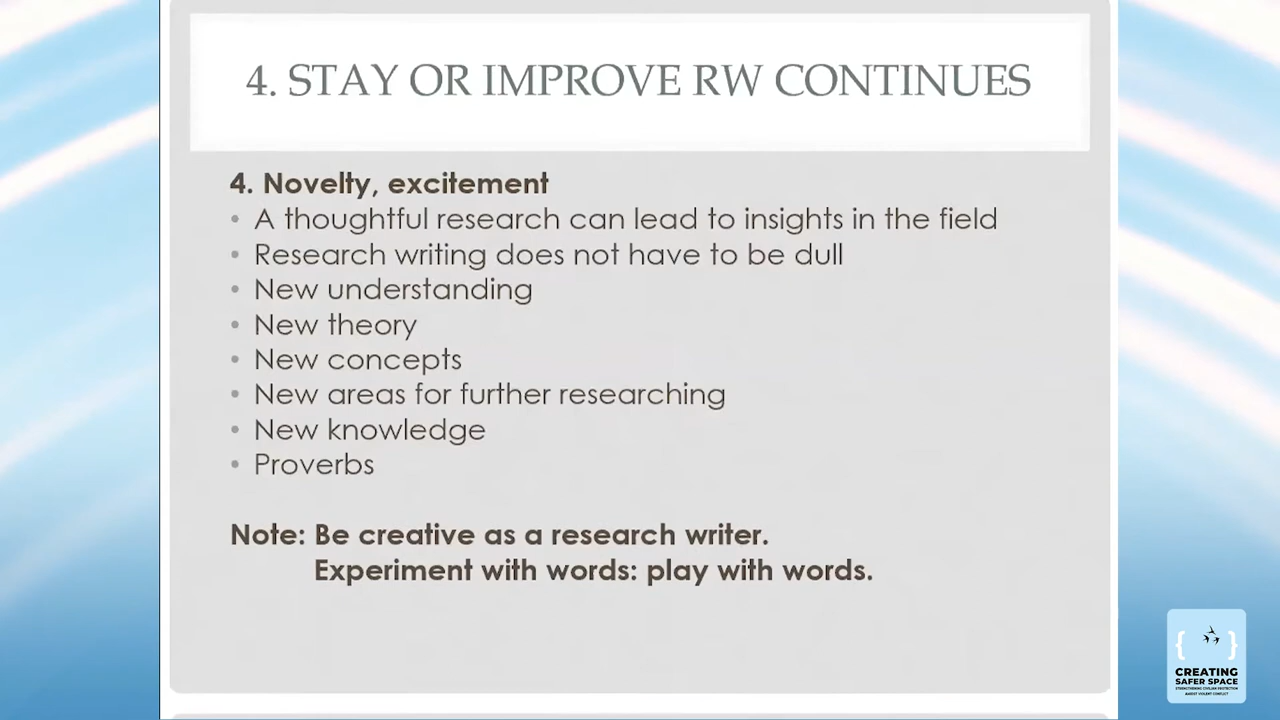 4. STAY OR IMPROVE RW CONTINUES
4. Novelty, excitement
• A thoughtful research can lead to insights in the field
• Research writing does not have to be dull
• New understanding
• New theory
• New concepts
• New areas for further researching
• New knowledge
• Proverbs
Note: Be creative as a research writer.
Experiment with words: play with words.
CREATING
SAFER SPACE
STRENGTHENING CIVILIAN PROTECTION
AMIDST VIOLENT CONFLICT